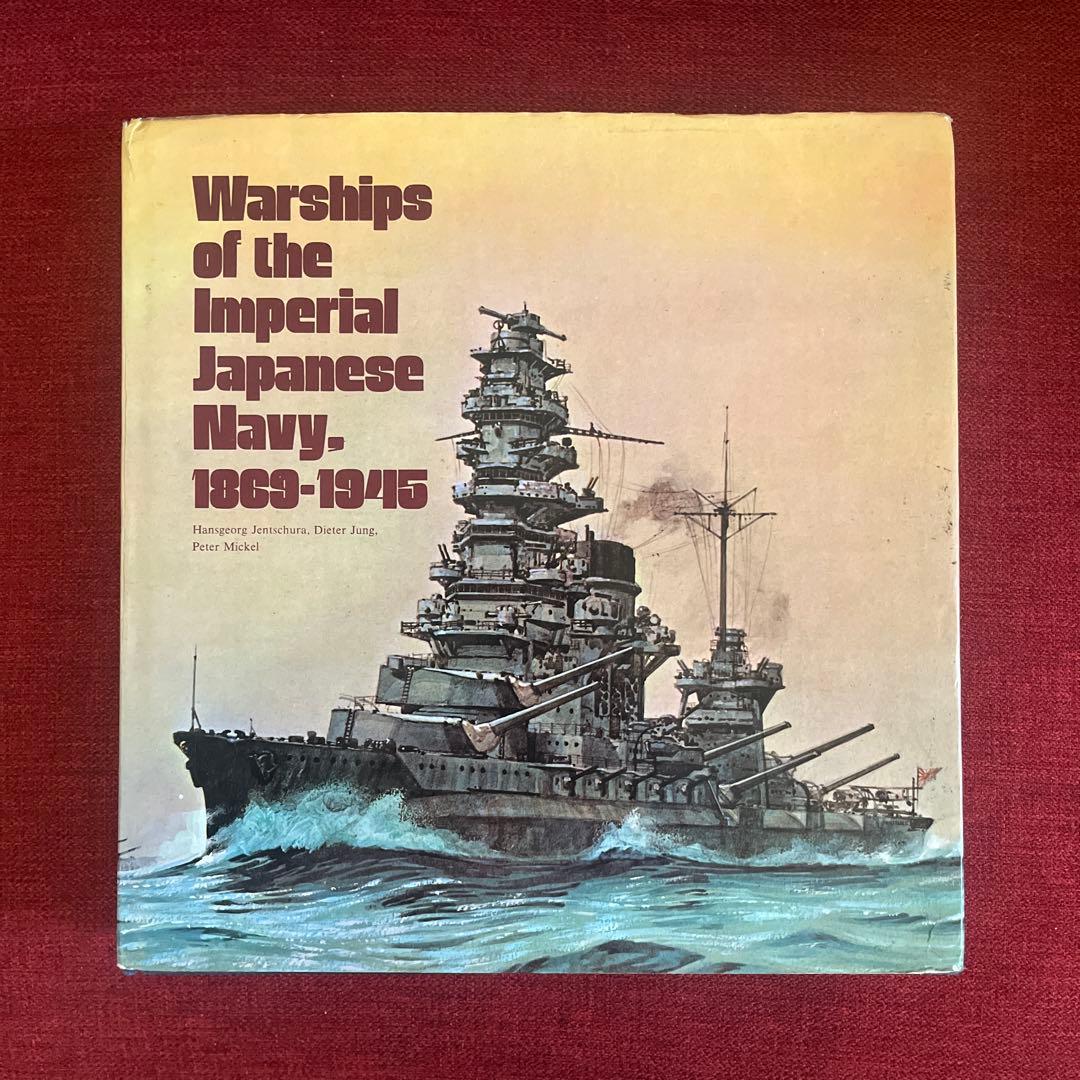 Warships
of the
Imperial
Japanese
Navy,
1869-1945
Hansgeorg Jentschura, Dieter Jung,
Peter Mickel